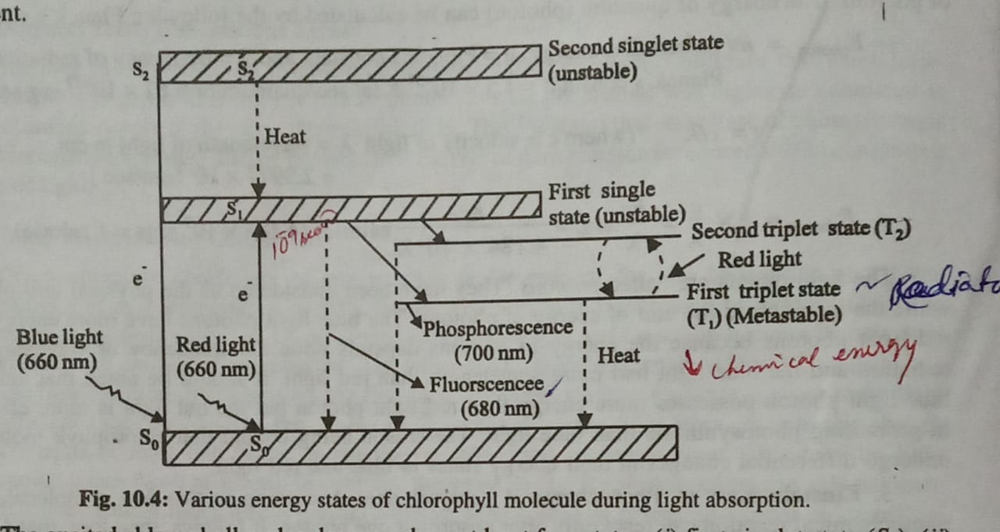 nt.
S₂
S₂
Second singlet state
(unstable)
Heat
S₁
First single
state (unstable)
10⁻⁹
Second triplet state (T₂)
Red light
First triplet state
(T₁) (Metastable)
~ Radiat
↓ chemical energy
e⁻
e⁻
Phosphorescence
(700 nm)
Heat
Blue light
(660 nm)
Red light
(660 nm)
Fluorscencee
(680 nm)
S₀
S₀
Fig. 10.4: Various energy states of chlorophyll molecule during light absorption.